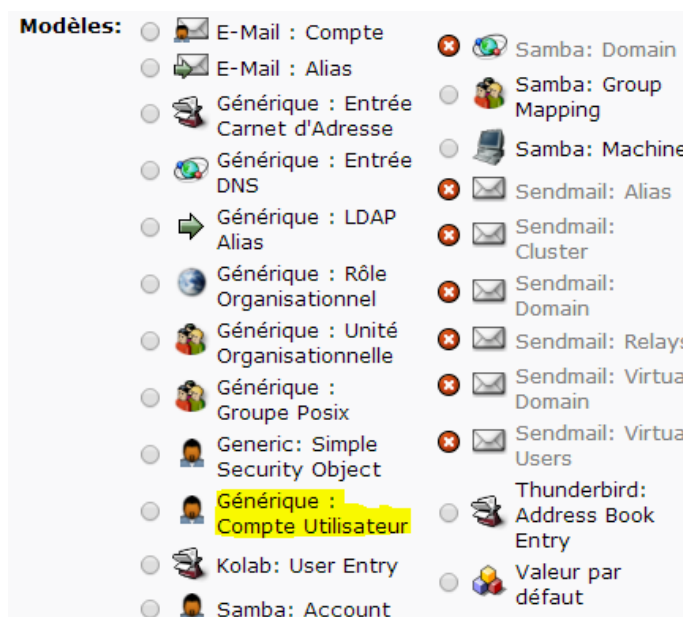 Modèles:
E-Mail : Compte
E-Mail : Alias
Générique : Entrée
Carnet d'Adresse
Générique : Entrée
DNS
Générique : LDAP
Alias
Générique : Rôle
Organisationnel
Générique : Unité
Organisationnelle
Générique :
Groupe Posix
Generic: Simple
Security Object
Générique :
Compte Utilisateur
Kolab: User Entry
Samba: Account
Samba: Domain
Samba: Group
Mapping
Samba: Machine
Sendmail: Alias
Sendmail:
Cluster
Sendmail:
Domain
Sendmail: Relays
Sendmail: Virtua
Domain
Sendmail: Virtua
Users
Thunderbird:
Address Book
Entry
Valeur par
défaut